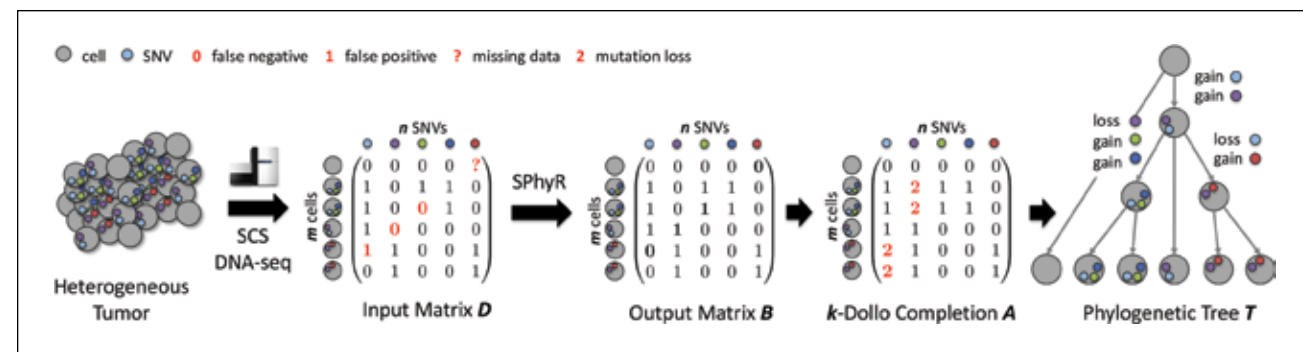 cell SNV 0 false negative 1 false positive ? missing data 2 mutation loss
Heterogeneous
Tumor
SCS
DNA-seq
n SNVs
m cells
0 0 0 0 ?
1 0 1 1 0
1 0 0 1 0
1 0 0 0 0
1 1 0 0 1
0 1 0 0 1
Input Matrix D
SPhyR
n SNVs
m cells
0 0 0 0 0
1 0 1 1 0
1 0 1 1 0
1 1 0 0 0
0 1 0 0 1
0 1 0 0 1
Output Matrix B
n SNVs
m cells
0 0 0 0 0
1 2 1 1 0
1 2 1 1 0
1 1 0 0 0
2 1 0 0 1
2 1 0 0 1
k-Dollo Completion A
gain
gain
loss
gain
gain
loss
gain
Phylogenetic Tree T